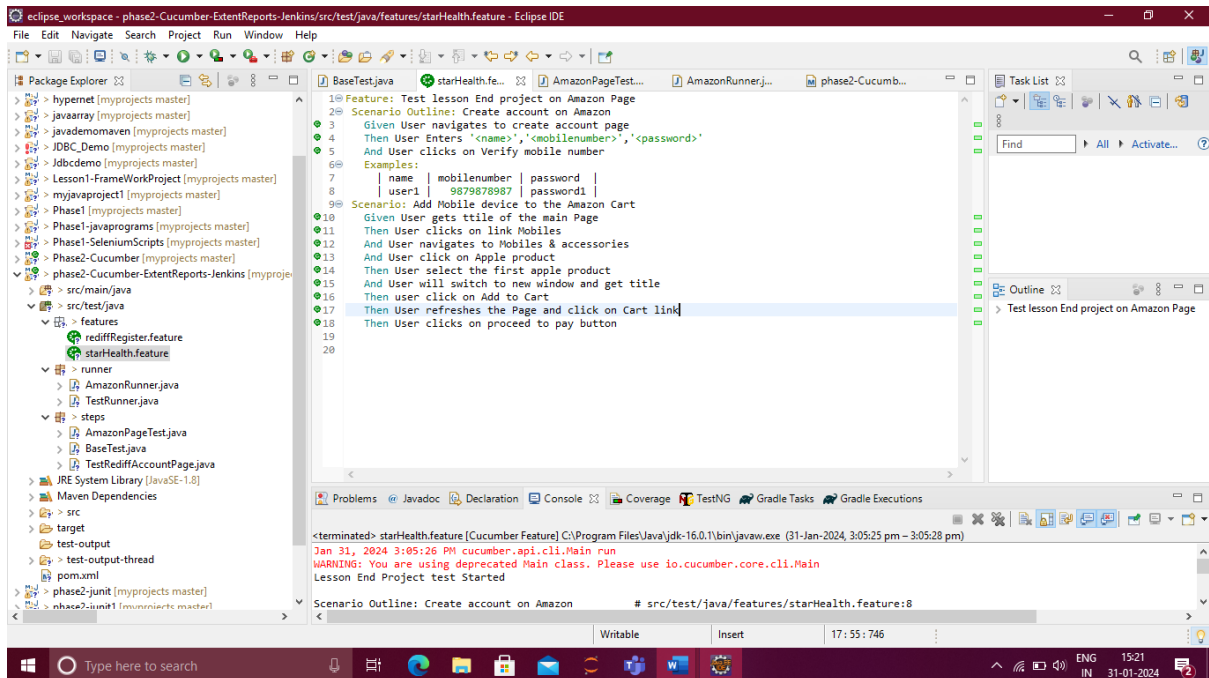 eclipse_workspace - phase2-Cucumber-ExtentReports-Jenkins/src/test/java/features/starHealth.feature - Eclipse IDE
File Edit Navigate Search Project Run Window Help
Package Explorer
> hypernet [myprojects master]
> javaarray [myprojects master]
> javademomaven [myprojects master]
> JDBC_Demo [myprojects master]
> Jdbcdemo [myprojects master]
> Lesson1-FrameWorkProject [myprojects master]
> myjavaproject1 [myprojects master]
> Phase1 [myprojects master]
> Phase1-javaprograms [myprojects master]
> Phase1-SeleniumScripts [myprojects master]
> Phase2-Cucumber [myprojects master]
> phase2-Cucumber-ExtentReports-Jenkins [myproje
> src/main/java
> src/test/java
> features
rediffRegister.feature
starHealth.feature
> runner
> AmazonRunner.java
> TestRunner.java
> steps
> AmazonPageTest.java
> BaseTest.java
> TestRediffAccountPage.java
JRE System Library [JavaSE-1.8]
Maven Dependencies
> src
> target
test-output
> test-output-thread
pom.xml
> phase2-junit [myprojects master]
> phase2-junit1 [myprojects master]
BaseTest.java starHealth.fe... AmazonPageTest.... AmazonRunner.j... phase2-Cucumb...
1 Feature: Test lesson End project on Amazon Page
2 Scenario Outline: Create account on Amazon
3 Given User navigates to create account page
4 Then User Enters '<name>','<mobilenumber>','<password>'
5 And User clicks on Verify mobile number
6 Examples:
7 | name | mobilenumber | password |
8 | user1 | 9879878987 | password1 |
9 Scenario: Add Mobile device to the Amazon Cart
10 Given User gets ttile of the main Page
11 Then User clicks on link Mobiles
12 And User navigates to Mobiles & accessories
13 And User click on Apple product
14 Then User select the first apple product
15 And User will switch to new window and get title
16 Then user click on Add to Cart
17 Then User refreshes the Page and click on Cart link
18 Then User clicks on proceed to pay button
19
20
Task List
Find All Activate...
Outline
> Test lesson End project on Amazon Page
Problems Javadoc Declaration Console Coverage TestNG Gradle Tasks Gradle Executions
<terminated> starHealth.feature [Cucumber Feature] C:\Program Files\Java\jdk-16.0.1\bin\javaw.exe (31-Jan-2024, 3:05:25 pm – 3:05:28 pm)
Jan 31, 2024 3:05:26 PM cucumber.api.cli.Main run
WARNING: You are using deprecated Main class. Please use io.cucumber.core.cli.Main
Lesson End Project test Started
Scenario Outline: Create account on Amazon # src/test/java/features/starHealth.feature:8
Writable Insert 17 : 55 : 746
Type here to search
ENG
IN
15:21
31-01-2024
2